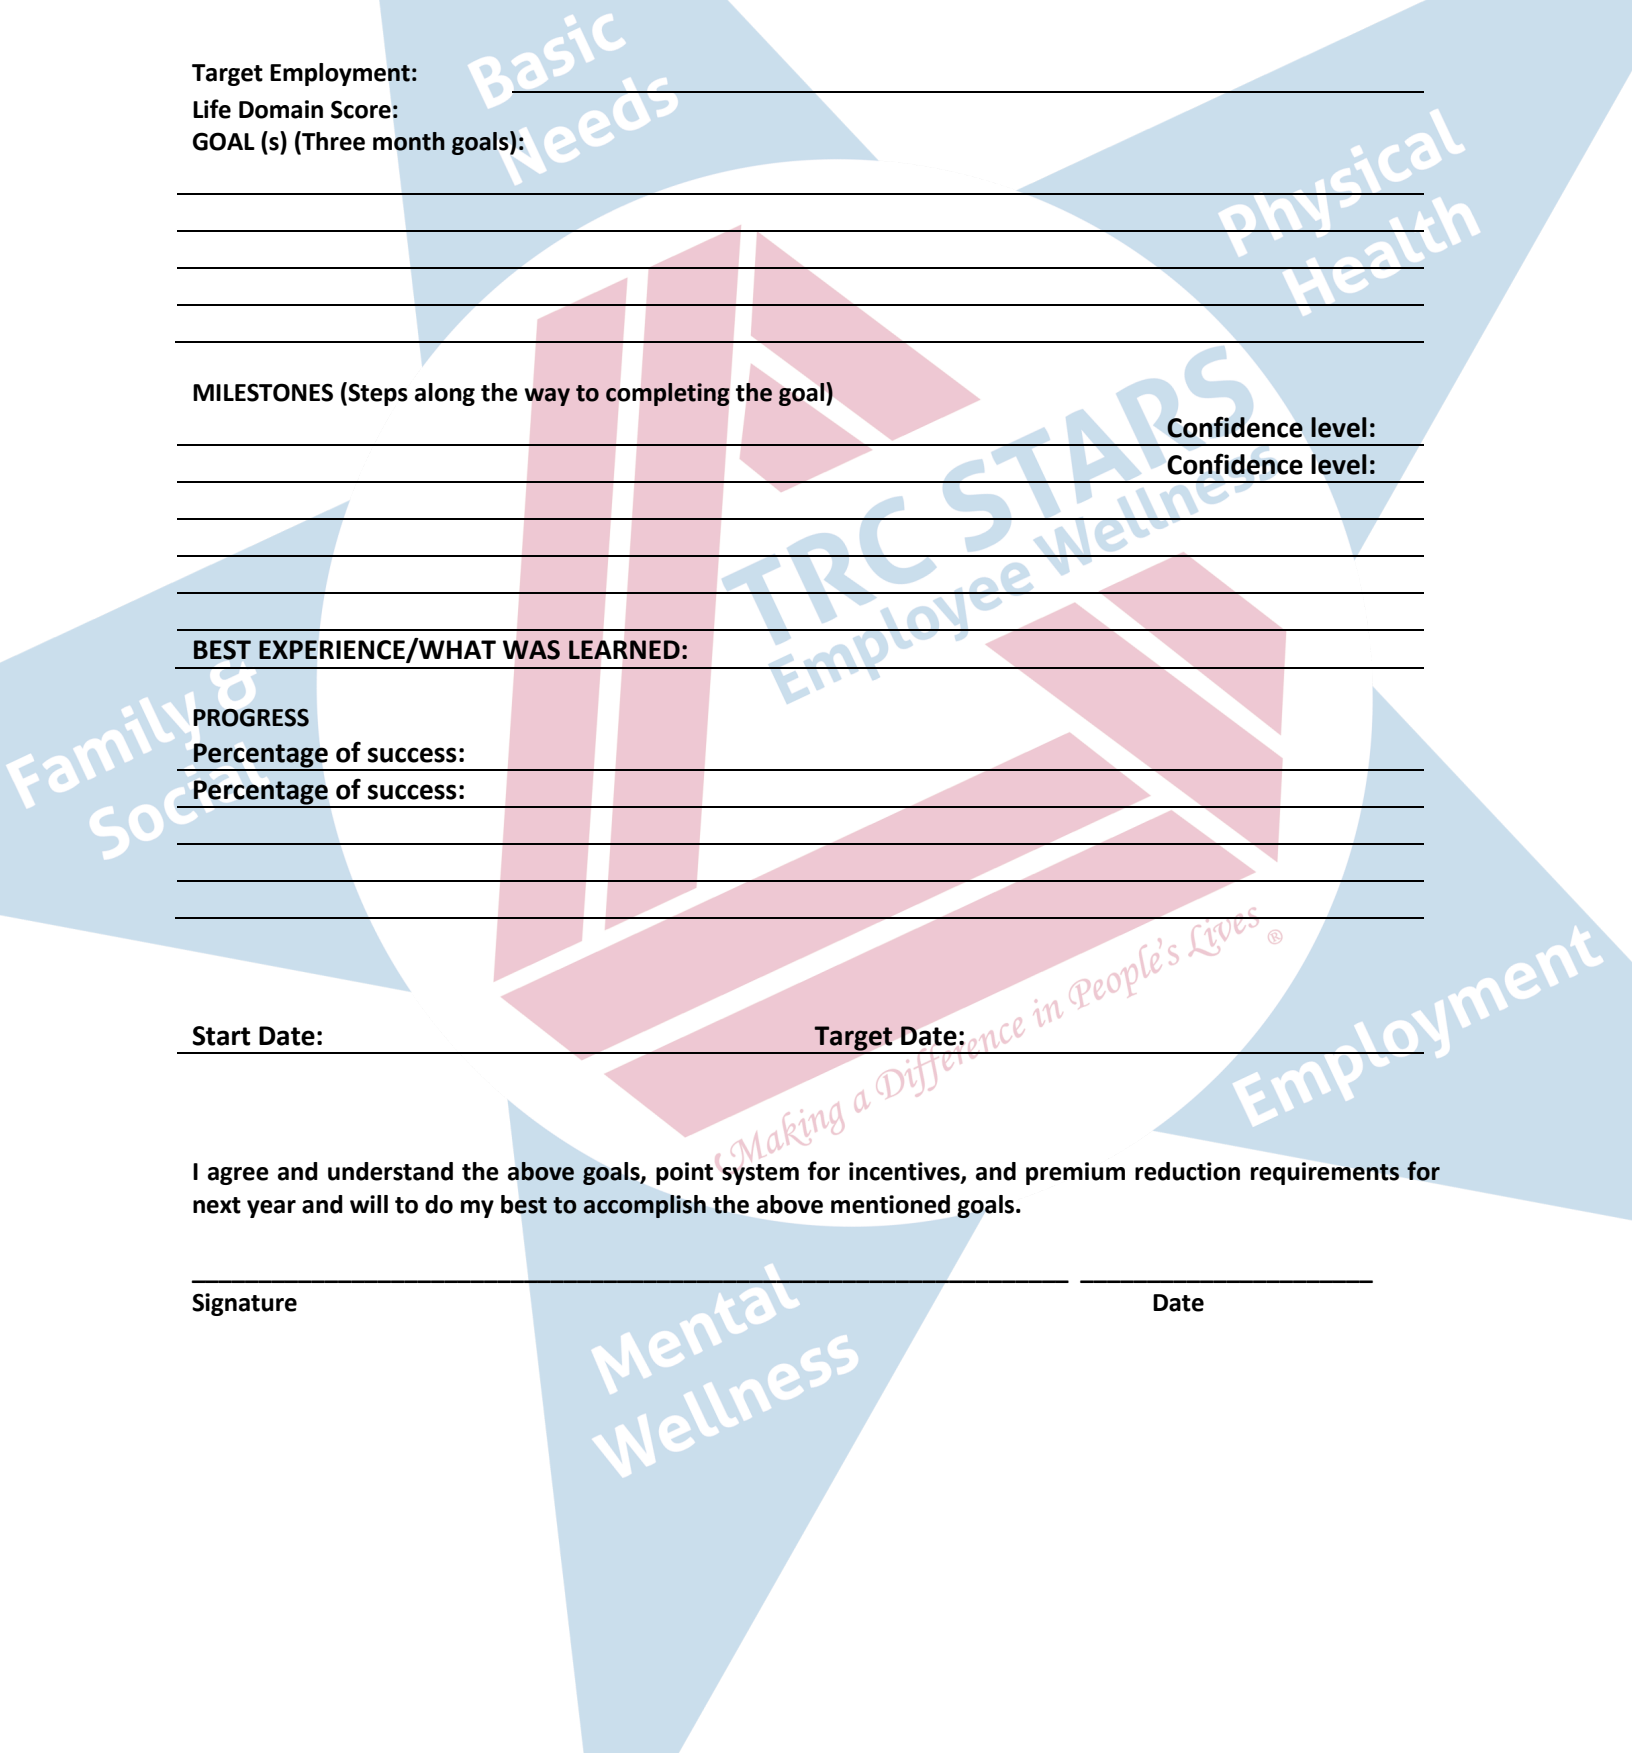 Basic
Needs
Target Employment:
Life Domain Score:
GOAL (s) (Three month goals):
Physical
Health
MILESTONES (Steps along the way to completing the goal)
Confidence level:
Confidence level:
TRC STARS
Employee Wellness
BEST EXPERIENCE/WHAT WAS LEARNED:
Family &
Social
PROGRESS
Percentage of success:
Percentage of success:
Making a Difference in People's Lives ®
Employment
Start Date: Target Date:
I agree and understand the above goals, point system for incentives, and premium reduction requirements for
next year and will to do my best to accomplish the above mentioned goals.
Signature Date
Mental
Wellness